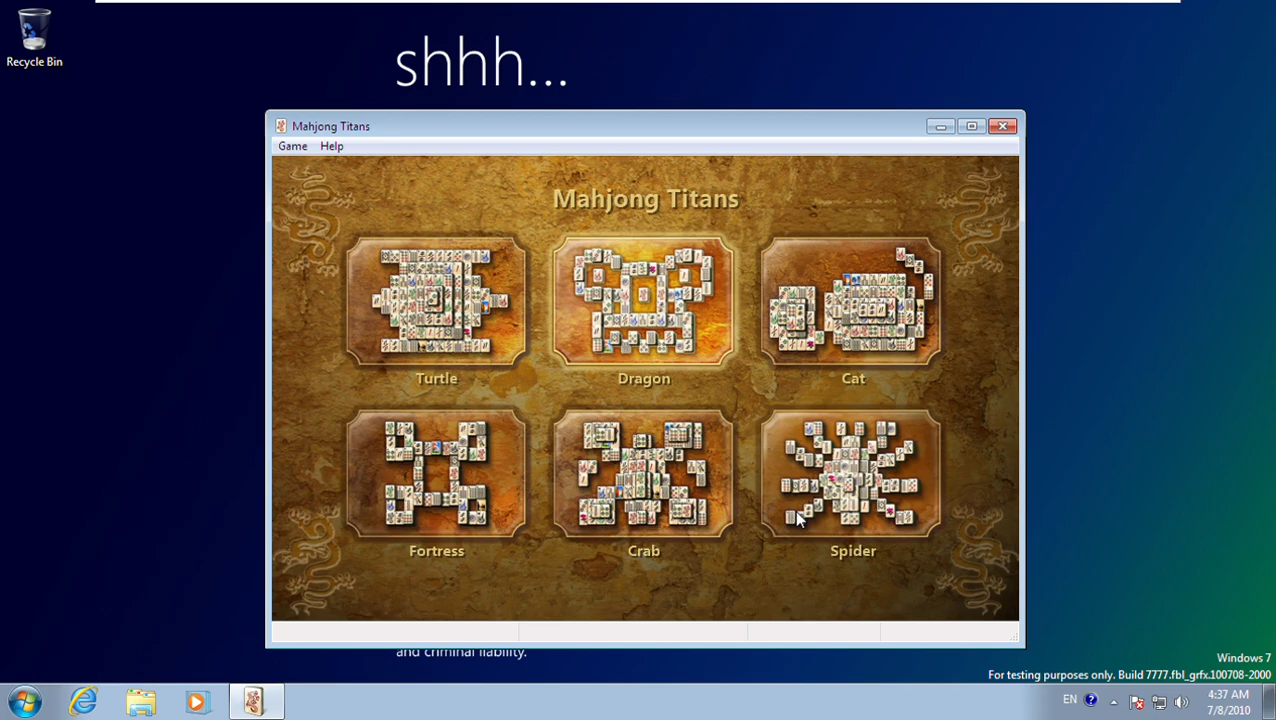 Recycle Bin
shhh...
Mahjong Titans
Game Help
Mahjong Titans
Turtle
Dragon
Cat
Fortress
Crab
Spider
and criminal liability.
Windows 7
For testing purposes only. Build 7777.fbl_grfx.100708-2000
EN
4:37 AM
7/8/2010